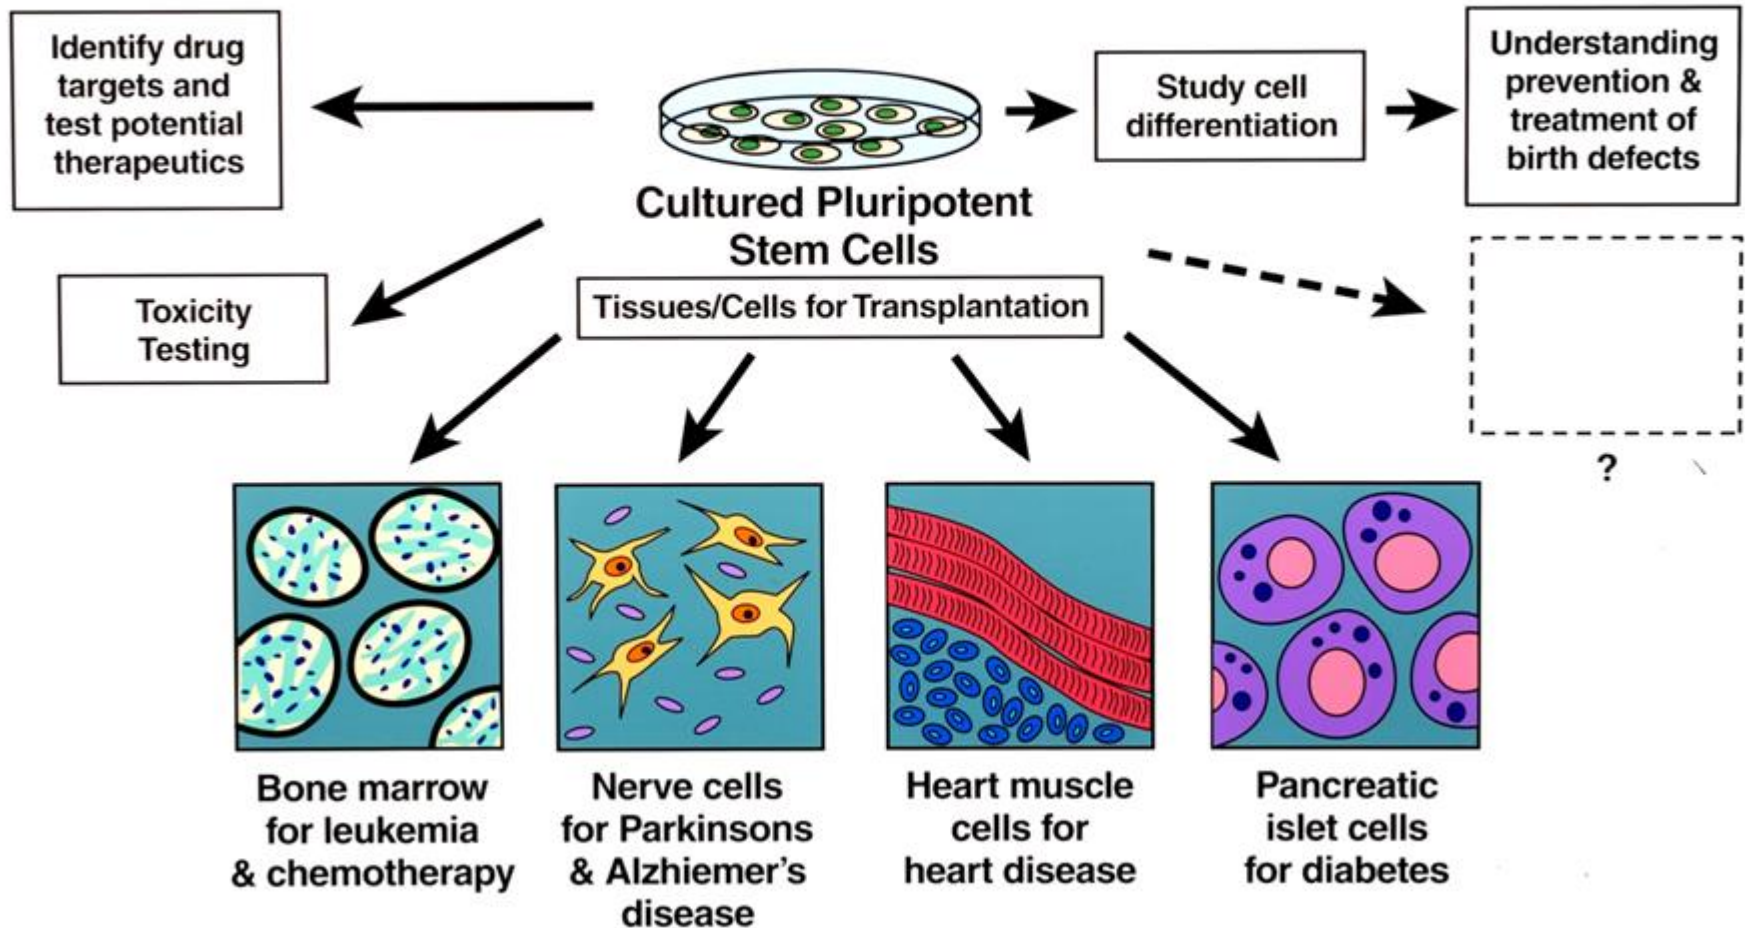 Identify drug
targets and
test potential
therapeutics
Study cell
differentiation
Understanding
prevention &
treatment of
birth defects
Cultured Pluripotent
Stem Cells
Toxicity
Testing
Tissues/Cells for Transplantation
?
Bone marrow
for leukemia
& chemotherapy
Nerve cells
for Parkinsons
& Alzhiemer's
disease
Heart muscle
cells for
heart disease
Pancreatic
islet cells
for diabetes